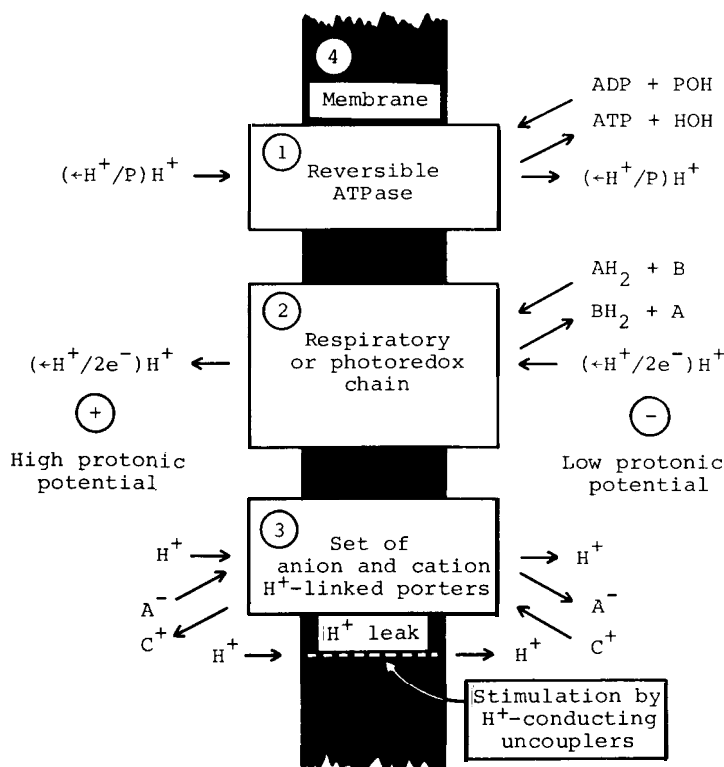 4
Membrane
1
Reversible
ATPase
ADP + POH
ATP + HOH
(←H⁺/P)H⁺
(←H⁺/P)H⁺
2
Respiratory
or photoredox
chain
AH₂ + B
BH₂ + A
(←H⁺/2e⁻)H⁺
(←H⁺/2e⁻)H⁺
+
High protonic
potential
−
Low protonic
potential
3
Set of
anion and cation
H⁺-linked porters
H⁺
A⁻
C⁺
H⁺
A⁻
C⁺
H⁺ leak
H⁺
H⁺
Stimulation by
H⁺-conducting
uncouplers